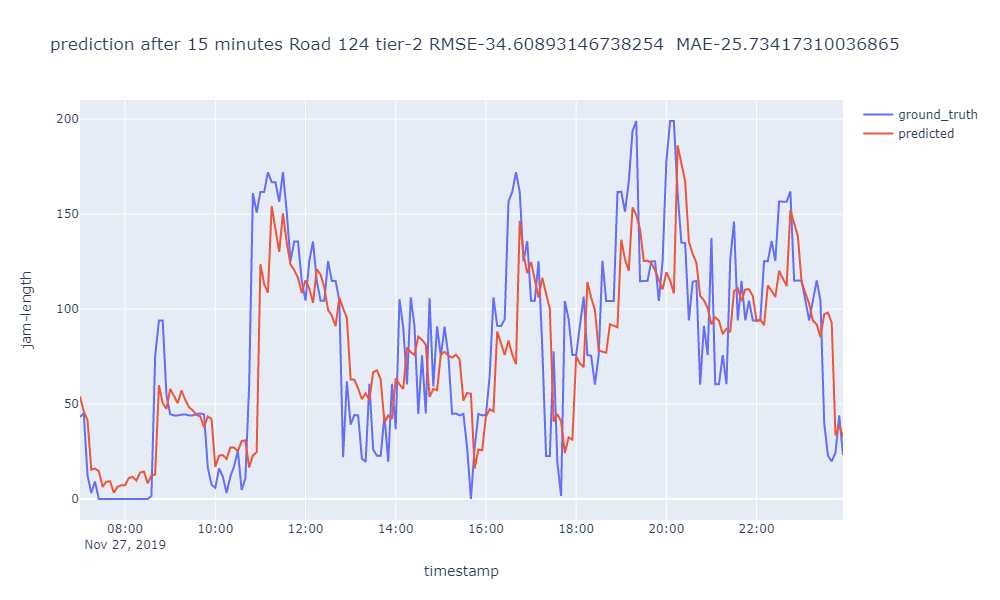 prediction after 15 minutes Road 124 tier-2 RMSE-34.60893146738254  MAE-25.73417310036865
ground_truth
predicted
200
150
100
50
0
jam-length
08:00 10:00 12:00 14:00 16:00 18:00 20:00 22:00
Nov 27, 2019
timestamp